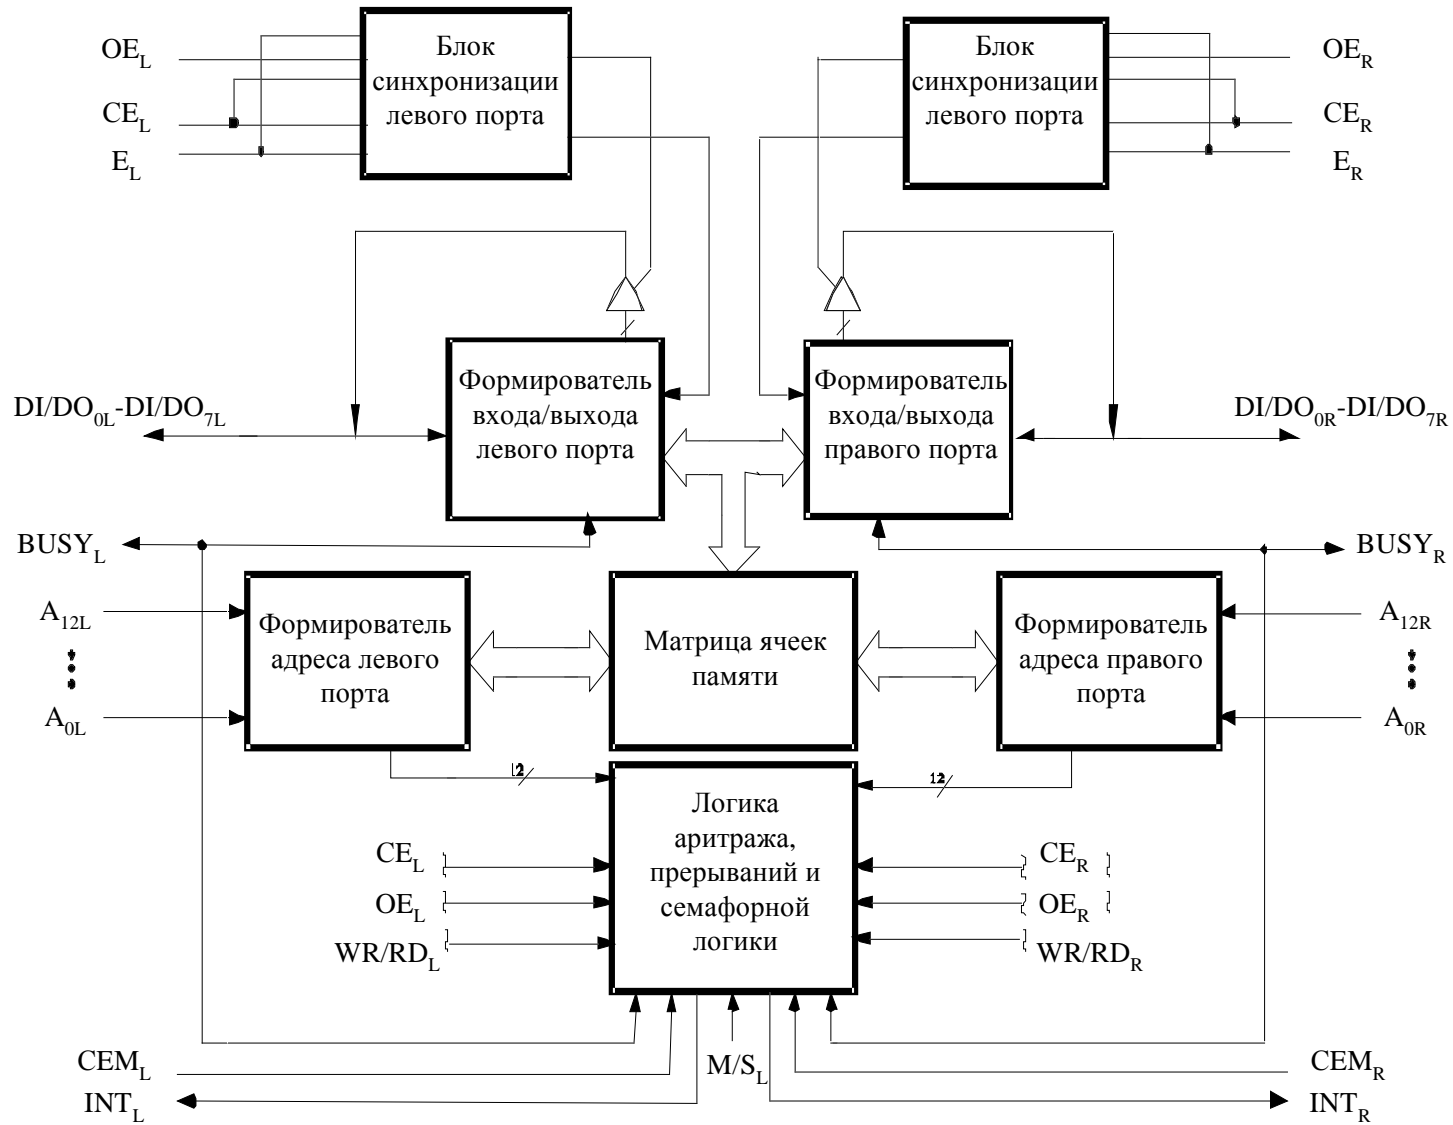 OE_L
CE_L
E_L
Блок
синхронизации
левого порта
Блок
синхронизации
левого порта
OE_R
CE_R
E_R
DI/DO_0L-DI/DO_7L
Формирователь
входа/выхода
левого порта
Формирователь
входа/выхода
правого порта
DI/DO_0R-DI/DO_7R
BUSY_L
BUSY_R
A_12L
A_0L
Формирователь
адреса левого
порта
Матрица ячеек
памяти
Формирователь
адреса правого
порта
A_12R
A_0R
12
12
Логика
аритража,
прерываний и
семафорной
логики
CE_L
OE_L
WR/RD_L
CE_R
OE_R
WR/RD_R
CEM_L
INT_L
M/S_L
CEM_R
INT_R